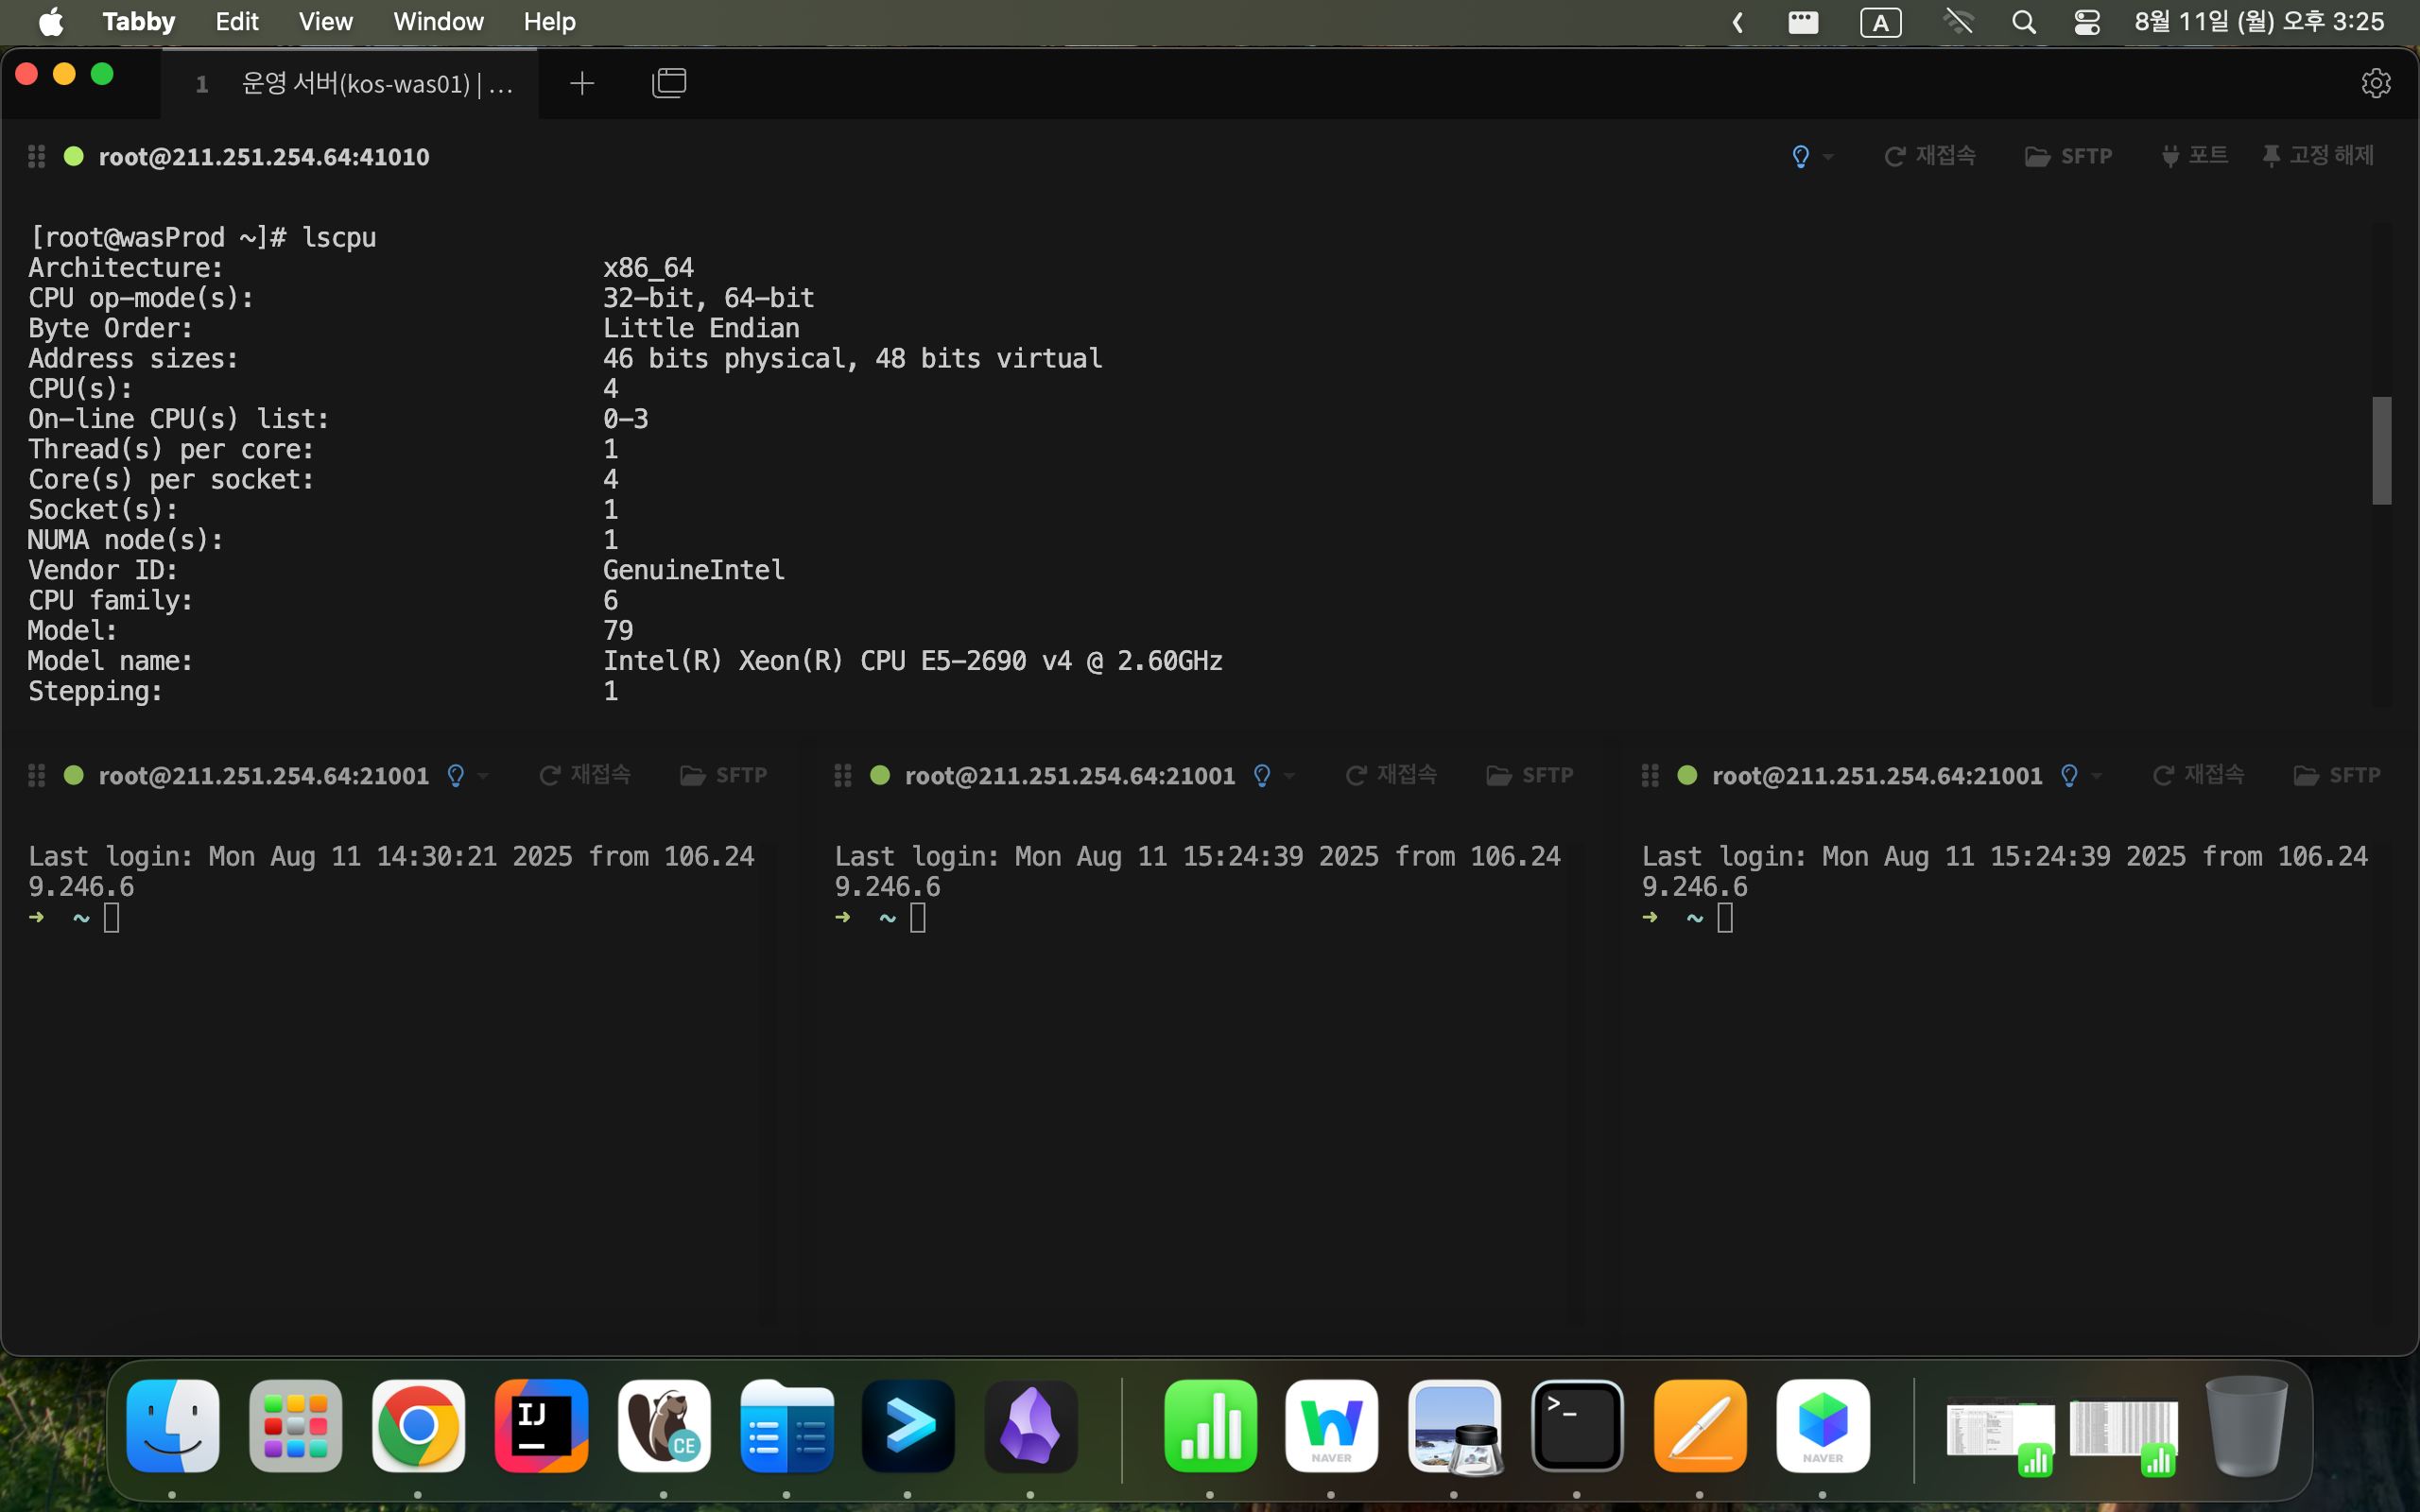 Tabby Edit View Window Help A 8월 11일 (월) 오후 3:25
1 운영 서버(kos-was01) | ...
root@211.251.254.64:41010 재접속 SFTP 포트 고정 해제
[root@wasProd ~]# lscpu
Architecture: x86_64
CPU op-mode(s): 32-bit, 64-bit
Byte Order: Little Endian
Address sizes: 46 bits physical, 48 bits virtual
CPU(s): 4
On-line CPU(s) list: 0-3
Thread(s) per core: 1
Core(s) per socket: 4
Socket(s): 1
NUMA node(s): 1
Vendor ID: GenuineIntel
CPU family: 6
Model: 79
Model name: Intel(R) Xeon(R) CPU E5-2690 v4 @ 2.60GHz
Stepping: 1
root@211.251.254.64:21001 재접속 SFTP
Last login: Mon Aug 11 14:30:21 2025 from 106.24
9.246.6
➜ ~
root@211.251.254.64:21001 재접속 SFTP
Last login: Mon Aug 11 15:24:39 2025 from 106.24
9.246.6
➜ ~
root@211.251.254.64:21001 재접속 SFTP
Last login: Mon Aug 11 15:24:39 2025 from 106.24
9.246.6
➜ ~
IJ
CE
NAVER
>_
NAVER